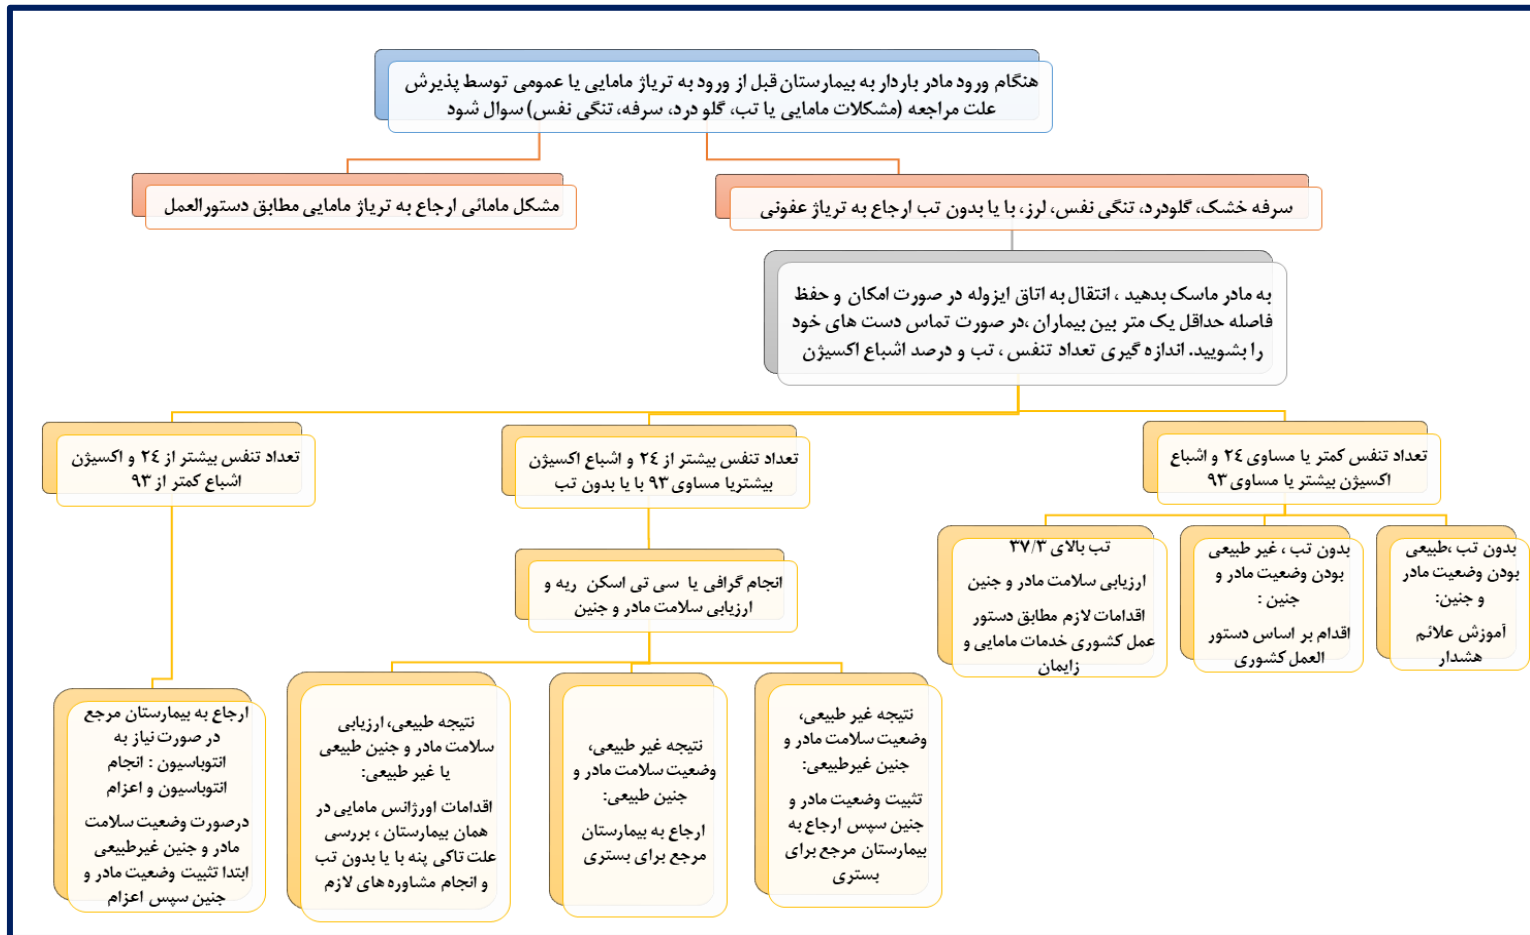 هنگام ورود مادر باردار به بیمارستان قبل از ورود به تریاژ مامایی یا عمومی توسط پذیرش
علت مراجعه (مشکلات مامایی یا تب، گلو درد، سرفه، تنگی نفس) سوال شود
سرفه خشک، گلودرد، تنگی نفس، لرز، با یا بدون تب ارجاع به تریاژ عفونی
مشکل مامائی ارجاع به تریاژ مامایی مطابق دستورالعمل
به مادر ماسک بدهید ، انتقال به اتاق ایزوله در صورت امکان و حفظ
فاصله حداقل یک متر بین بیماران ،در صورت تماس دست های خود
را بشویید. اندازه گیری تعداد تنفس ، تب و درصد اشباع اکسیژن
تعداد تنفس کمتر یا مساوی ۲۴ و اشباع
اکسیژن بیشتر یا مساوی ۹۳
تعداد تنفس بیشتر از ۲۴ و اشباع اکسیژن
بیشتریا مساوی ۹۳ با یا بدون تب
تعداد تنفس بیشتر از ۲۴ و اکسیژن
اشباع کمتر از ۹۳
بدون تب ،طبیعی
بودن وضعیت مادر
و جنین:
آموزش علائم
هشدار
بدون تب ، غیر طبیعی
بودن وضعیت مادر و
جنین :
اقدام بر اساس دستور
العمل کشوری
تب بالای ۳۷/۳
ارزیابی سلامت مادر و جنین
اقدامات لازم مطابق دستور
عمل کشوری خدمات مامایی و
زایمان
انجام گرافی یا سی تی اسکن ریه و
ارزیابی سلامت مادر و جنین
نتیجه غیر طبیعی،
وضعیت سلامت مادر و
جنین غیرطبیعی:
تثبیت وضعیت مادر و
جنین سپس ارجاع به
بیمارستان مرجع برای
بستری
نتیجه غیر طبیعی،
وضعیت سلامت مادر و
جنین طبیعی:
ارجاع به بیمارستان
مرجع برای بستری
نتیجه طبیعی، ارزیابی
سلامت مادر و جنین طبیعی
یا غیر طبیعی:
اقدامات اورژانس مامایی در
همان بیمارستان ، بررسی
علت تاکی پنه با یا بدون تب
و انجام مشاوره های لازم
ارجاع به بیمارستان مرجع
در صورت نیاز به
انتوباسیون : انجام
انتوباسیون و اعزام
درصورت وضعیت سلامت
مادر و جنین غیرطبیعی
ابتدا تثبیت وضعیت مادر و
جنین سپس اعزام